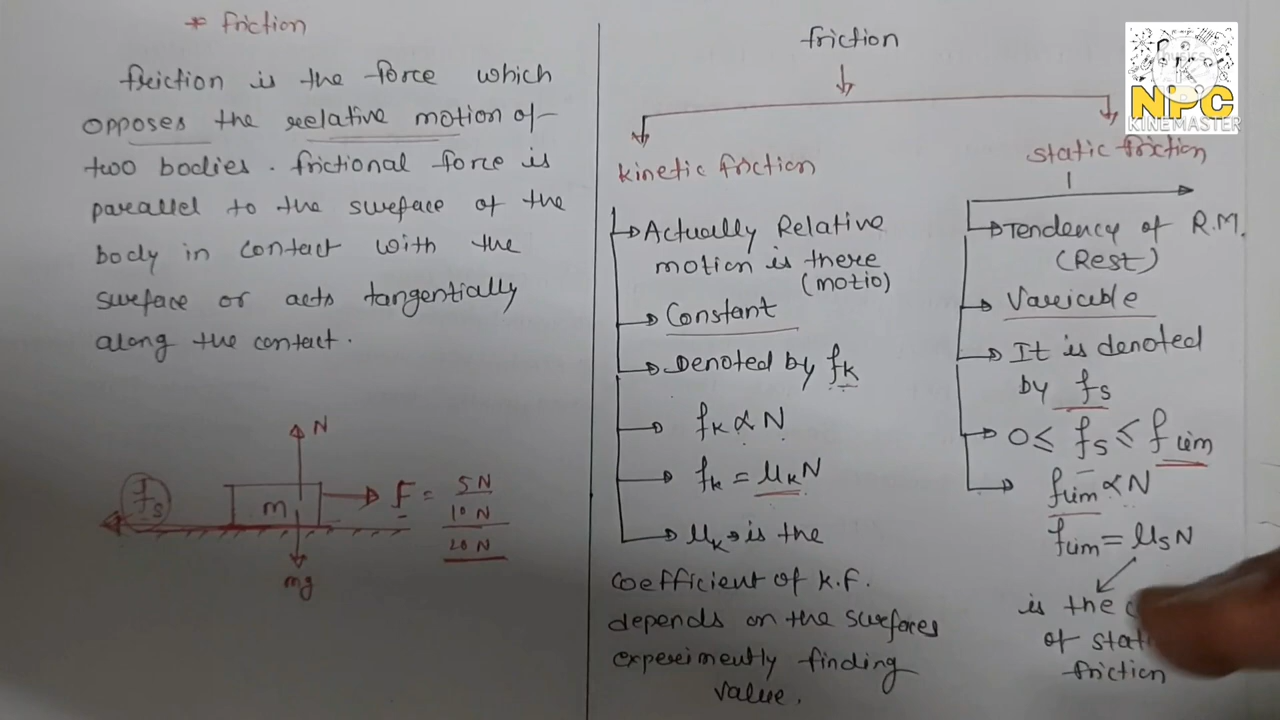 * friction
friction is the force which
opposes the relative motion of
two bodies. frictional force is
parallel to the surface of the
body in contact with the
surface or acts tangentially
along the contact.
N
fs
m
F = 5N
10 N
20 N
mg
friction
kinetic friction
Actually Relative
motion is there
(motio)
Constant
Denoted by fk
fk ∝ N
fk = μkN
μk → is the
coefficient of k.f.
depends on the surfaces
experimently finding
value.
static friction
Tendency of R.M.
(Rest)
Variable
It is denoted
by fs
0 ≤ fs ≤ flim
flim ∝ N
flim = μsN
is the
of
friction
NPC
KINEMASTER